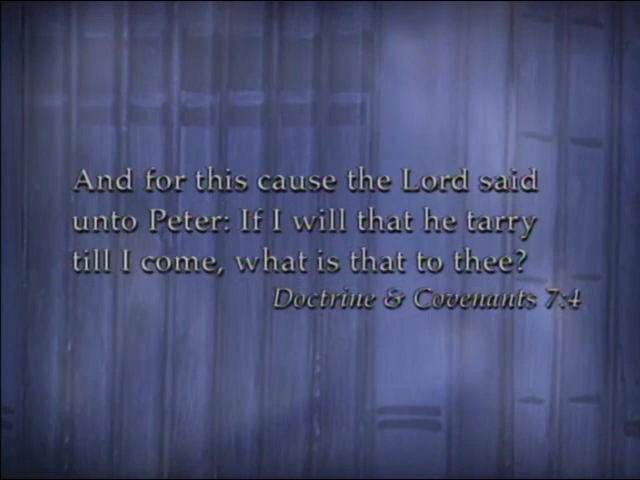 And for this cause the Lord said
unto Peter: If I will that he tarry
till I come, what is that to thee?
Doctrine & Covenants 7:4